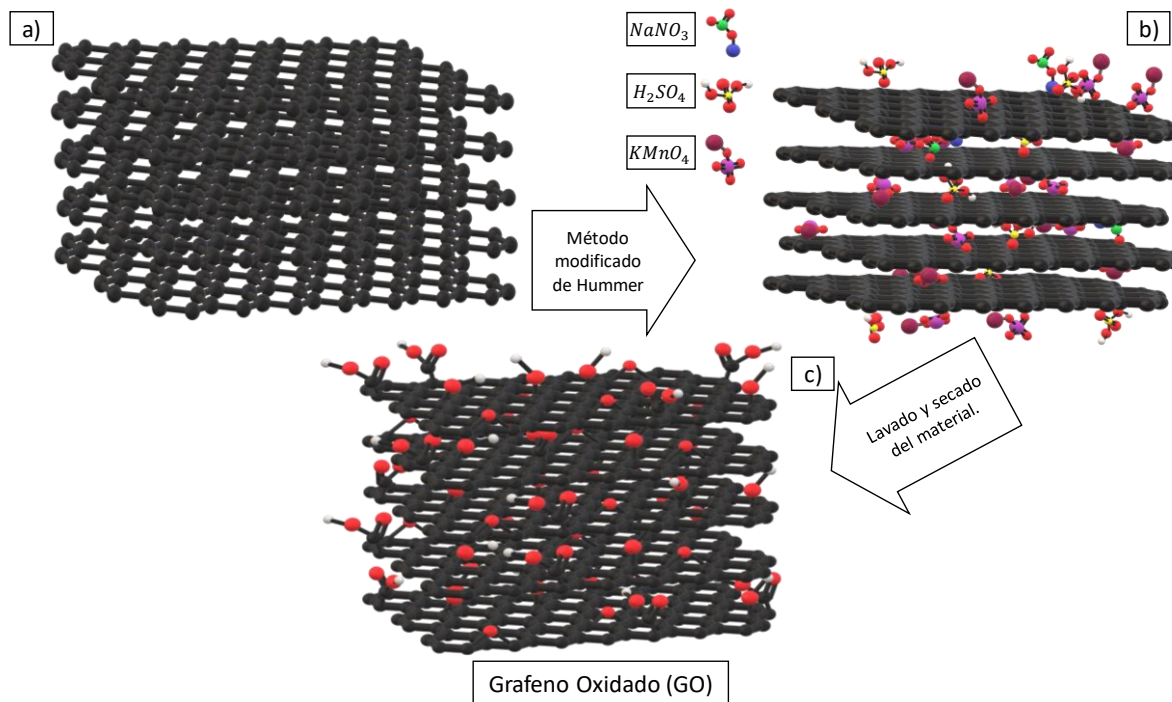 a)
NaNO₃
H₂SO₄
KMnO₄
b)
Método
modificado
de Hummer
c)
Lavado y secado
del material.
Grafeno Oxidado (GO)